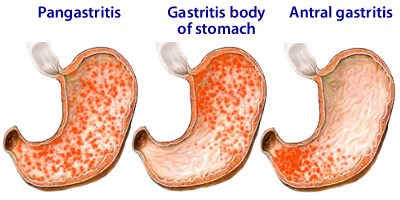 Pangastritis
Gastritis body
of stomach
Antral gastritis